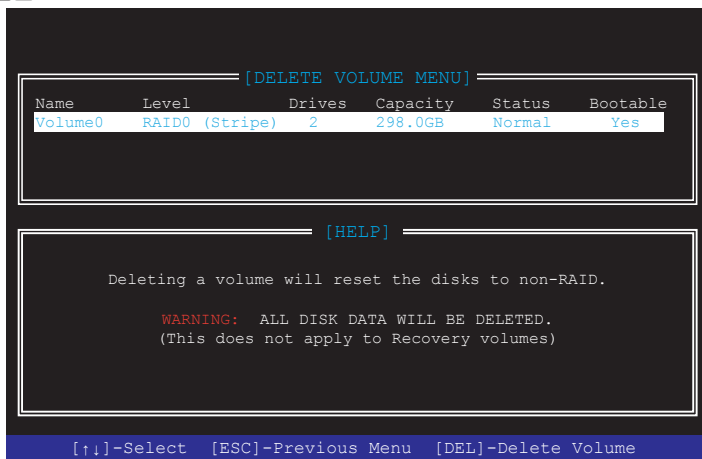 [DELETE VOLUME MENU]
Name Level Drives Capacity Status Bootable
Volume0 RAID0 (Stripe) 2 298.0GB Normal Yes
[HELP]
Deleting a volume will reset the disks to non-RAID.
WARNING: ALL DISK DATA WILL BE DELETED.
(This does not apply to Recovery volumes)
[↑↓]-Select [ESC]-Previous Menu [DEL]-Delete Volume